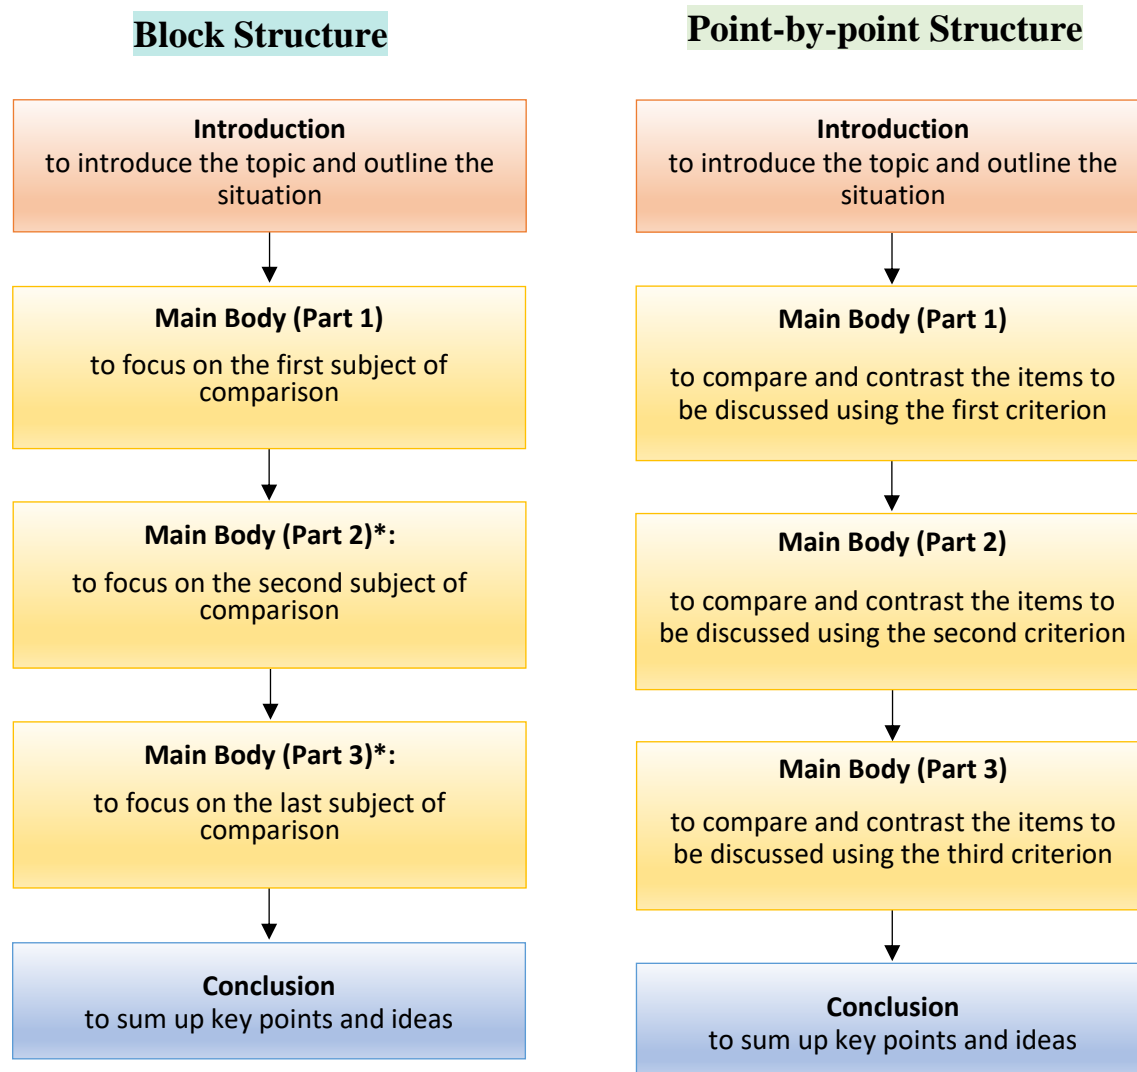 Block Structure
Introduction
to introduce the topic and outline the
situation
Main Body (Part 1)
to focus on the first subject of
comparison
Main Body (Part 2)*:
to focus on the second subject of
comparison
Main Body (Part 3)*:
to focus on the last subject of
comparison
Conclusion
to sum up key points and ideas
Point-by-point Structure
Introduction
to introduce the topic and outline the
situation
Main Body (Part 1)
to compare and contrast the items to
be discussed using the first criterion
Main Body (Part 2)
to compare and contrast the items to
be discussed using the second criterion
Main Body (Part 3)
to compare and contrast the items to
be discussed using the third criterion
Conclusion
to sum up key points and ideas